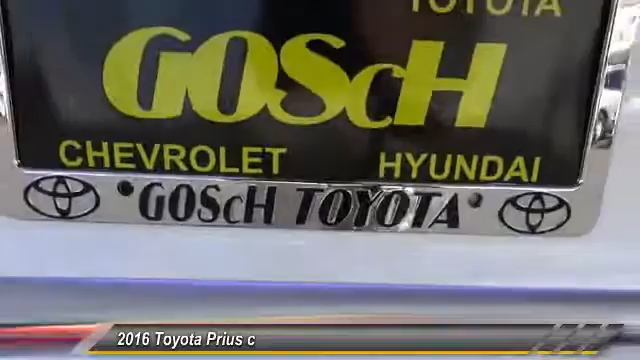 TOYOTA
GOSCH
CHEVROLET HYUNDAI
GOSCH TOYOTA
2016 Toyota Prius c